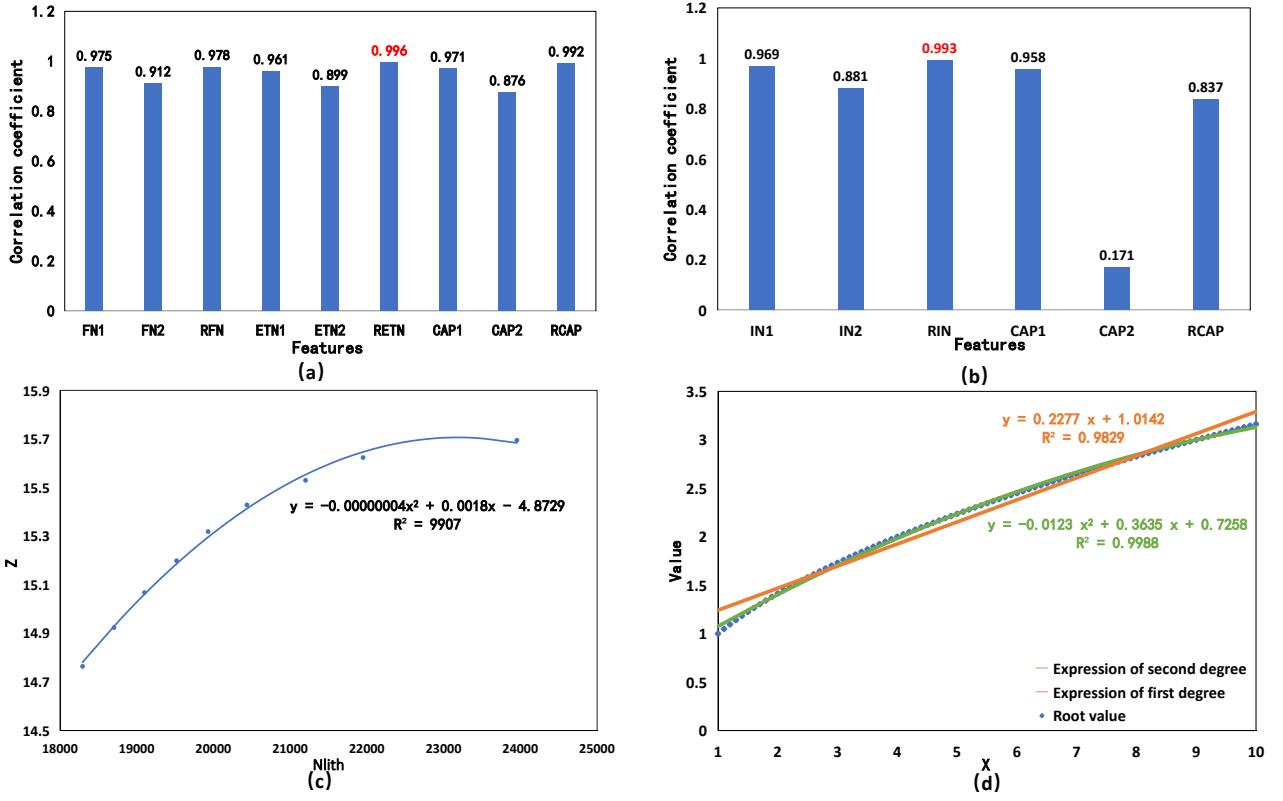 1.2
1
0.8
0.6
0.4
0.2
0
Correlation coefficient
0.975
0.912
0.978
0.961
0.899
0.996
0.971
0.876
0.992
FN1 FN2 RFN ETN1 ETN2 RETN CAP1 CAP2 RCAP
Features
(a)
1.2
1
0.8
0.6
0.4
0.2
0
Correlation coefficient
0.969
0.881
0.993
0.958
0.171
0.837
IN1 IN2 RIN CAP1 CAP2 RCAP
Features
(b)
15.9
15.7
15.5
15.3
15.1
14.9
14.7
14.5
Z
y = -0.00000004x² + 0.0018x - 4.8729
R² = 9907
18000 19000 20000 21000 22000 23000 24000 25000
Nlith
(c)
3.5
3
2.5
2
1.5
1
0.5
0
Value
y = 0.2277 x + 1.0142
R² = 0.9829
y = -0.0123 x² + 0.3635 x + 0.7258
R² = 0.9988
Expression of second degree
Expression of first degree
Root value
1 2 3 4 5 6 7 8 9 10
X
(d)